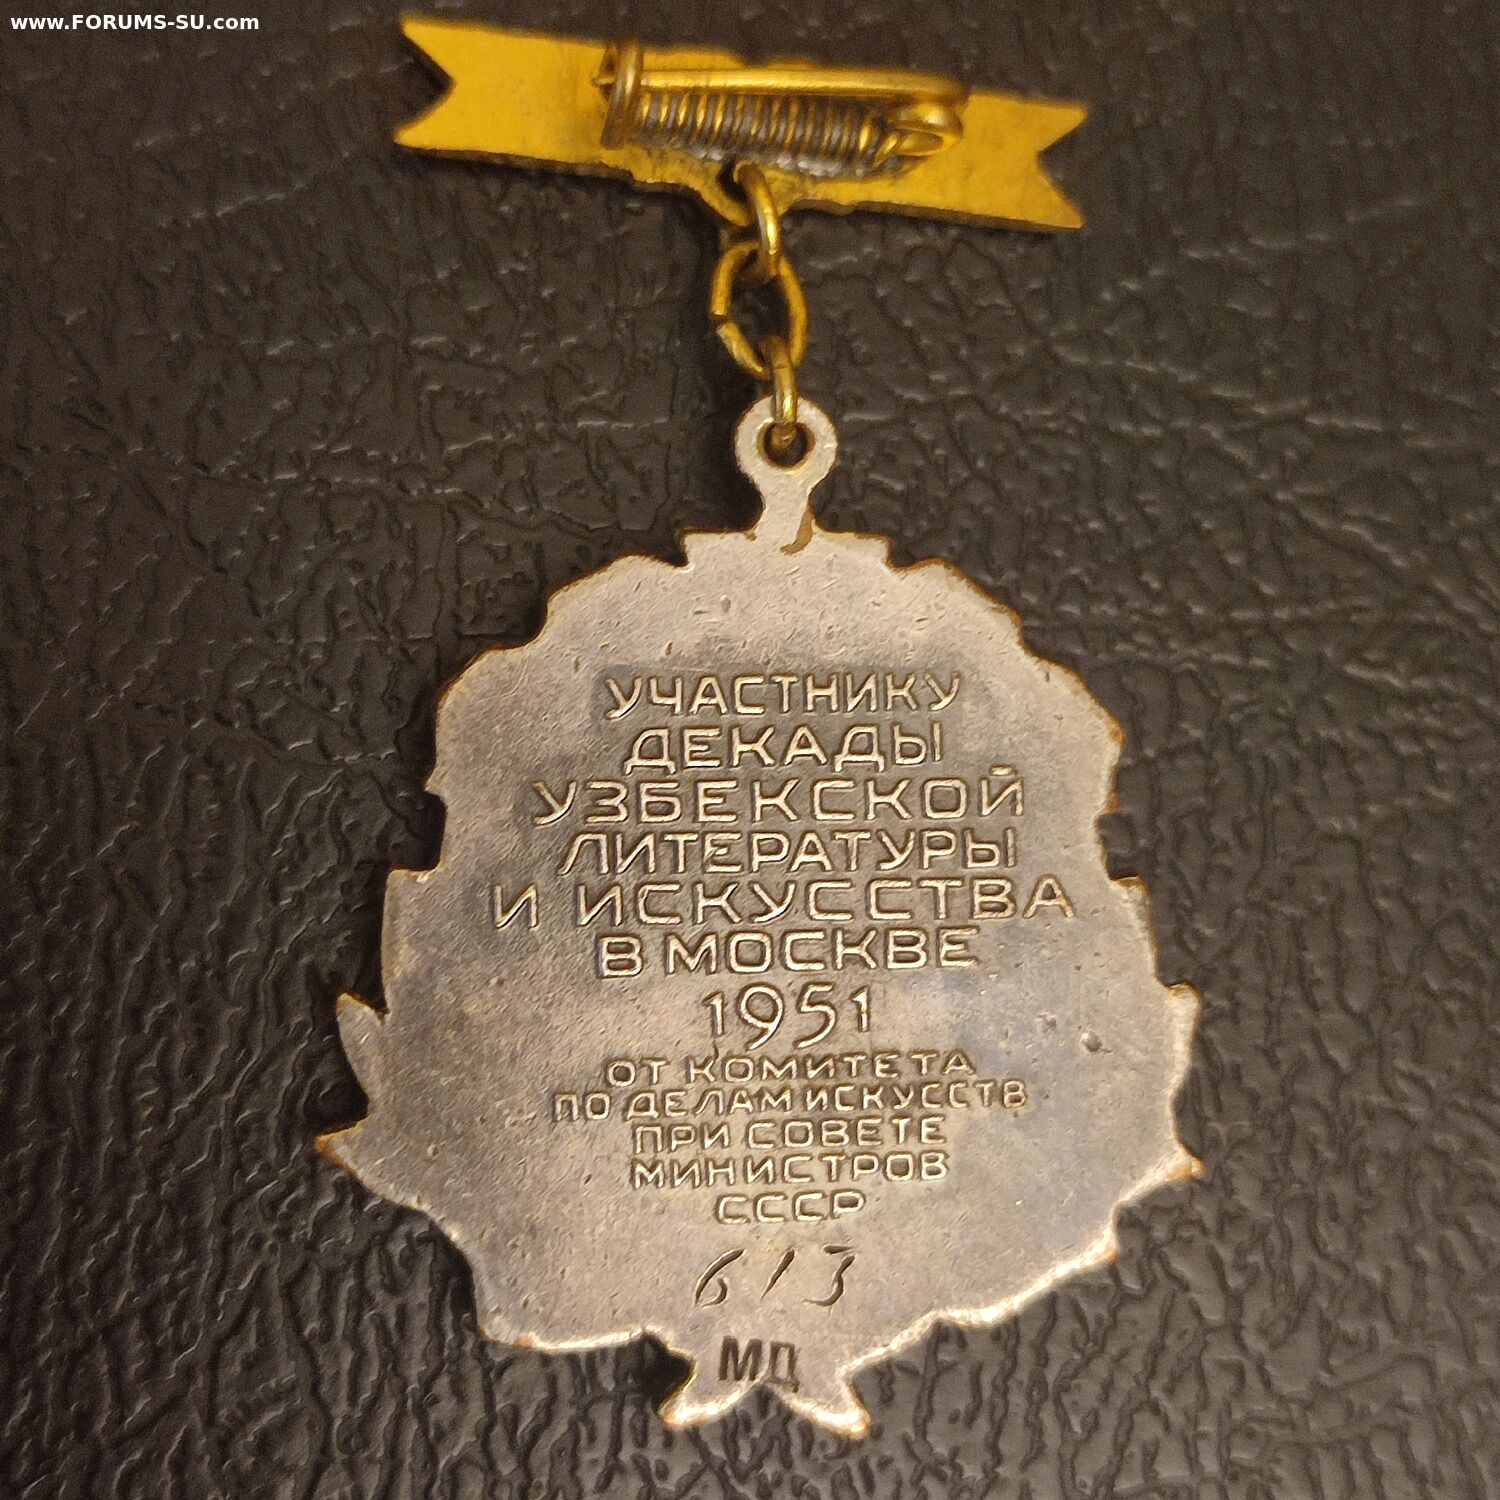 www.FORUMS-SU.com
УЧАСТНИКУ
ДЕКАДЫ
УЗБЕКСКОЙ
ЛИТЕРАТУРЫ
И ИСКУССТВА
В МОСКВЕ
1951
ОТ КОМИТЕТА
ПО ДЕЛАМ ИСКУССТВ
ПРИ СОВЕТЕ
МИНИСТРОВ
СССР
613
МД